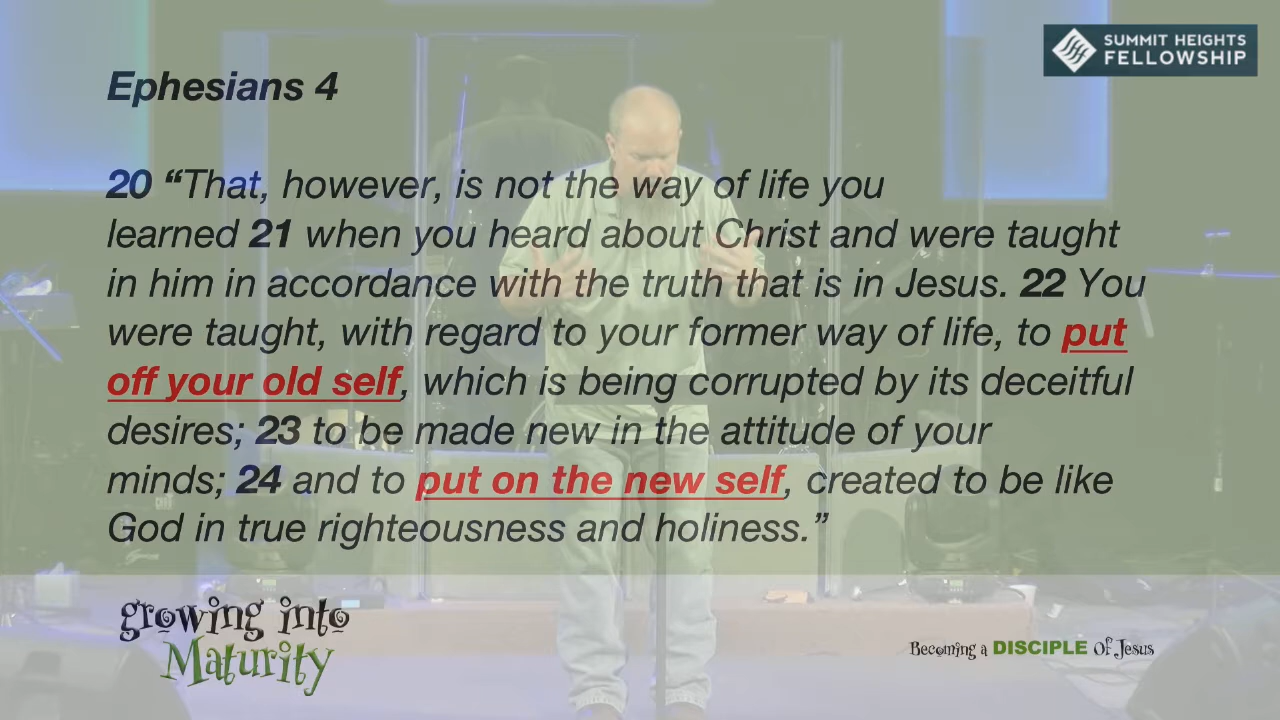 SUMMIT HEIGHTS
FELLOWSHIP
Ephesians 4
20 “That, however, is not the way of life you
learned 21 when you heard about Christ and were taught
in him in accordance with the truth that is in Jesus. 22 You
were taught, with regard to your former way of life, to put
off your old self, which is being corrupted by its deceitful
desires; 23 to be made new in the attitude of your
minds; 24 and to put on the new self, created to be like
God in true righteousness and holiness.”
growing into
Maturity
Becoming a DISCIPLE Of Jesus